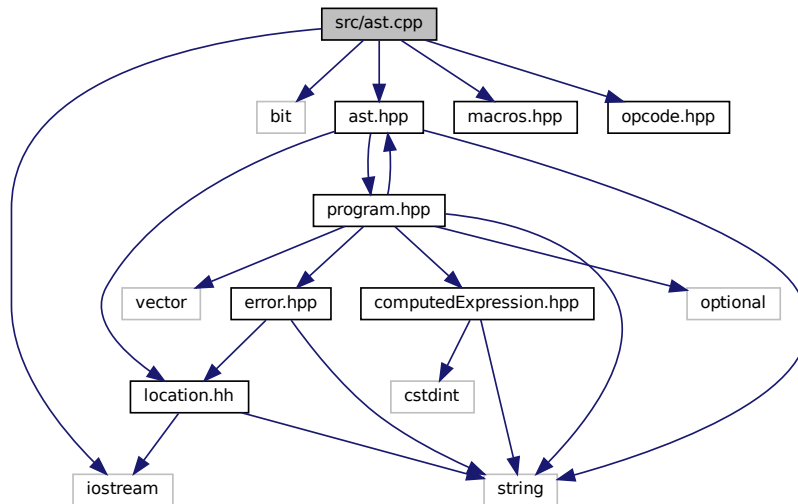 src/ast.cpp
bit
ast.hpp
macros.hpp
opcode.hpp
program.hpp
vector
error.hpp
computedExpression.hpp
optional
location.hh
cstdint
iostream
string